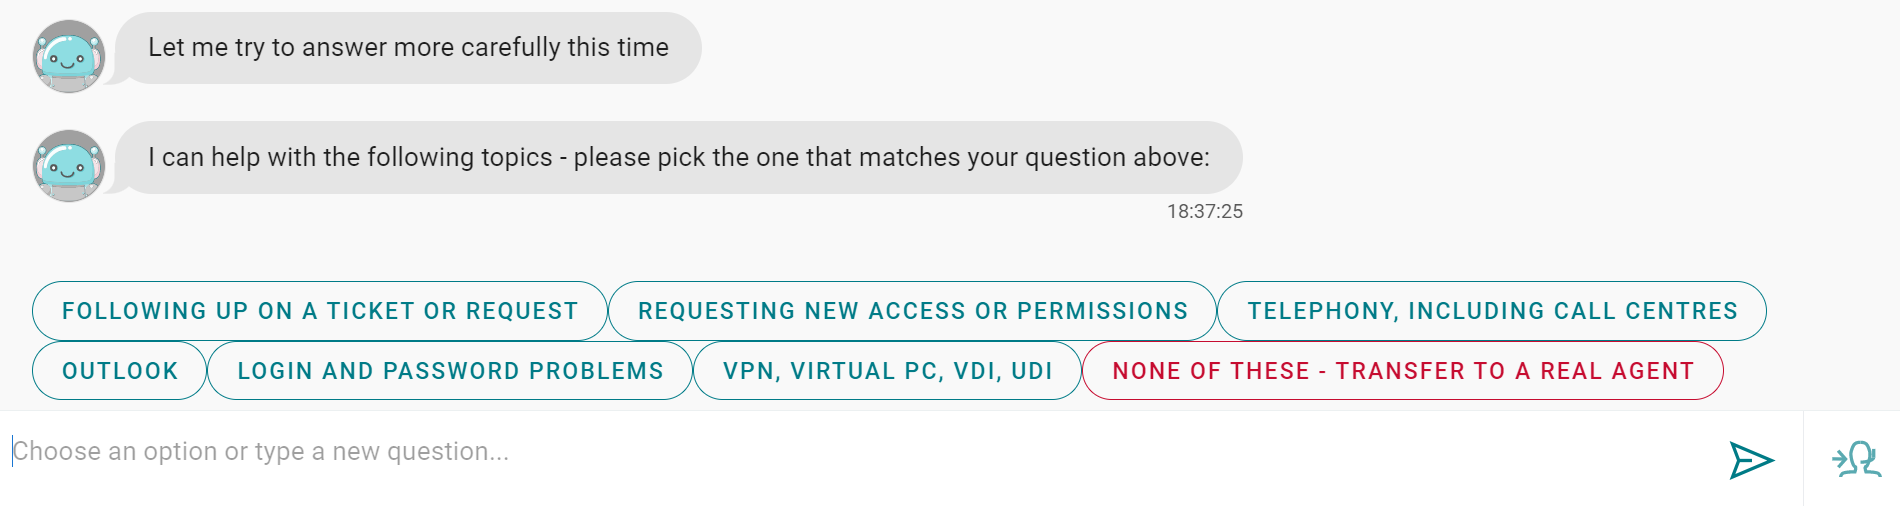 Let me try to answer more carefully this time
I can help with the following topics - please pick the one that matches your question above:
18:37:25
FOLLOWING UP ON A TICKET OR REQUEST
REQUESTING NEW ACCESS OR PERMISSIONS
TELEPHONY, INCLUDING CALL CENTRES
OUTLOOK
LOGIN AND PASSWORD PROBLEMS
VPN, VIRTUAL PC, VDI, UDI
NONE OF THESE - TRANSFER TO A REAL AGENT
Choose an option or type a new question...